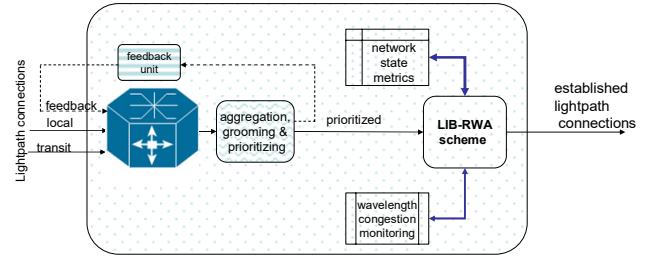 Lightpath connections
feedback
unit
feedback
local
transit
aggregation,
grooming &
prioritizing
prioritized
network
state
metrics
LIB-RWA
scheme
wavelength
congestion
monitoring
established
lightpath
connections